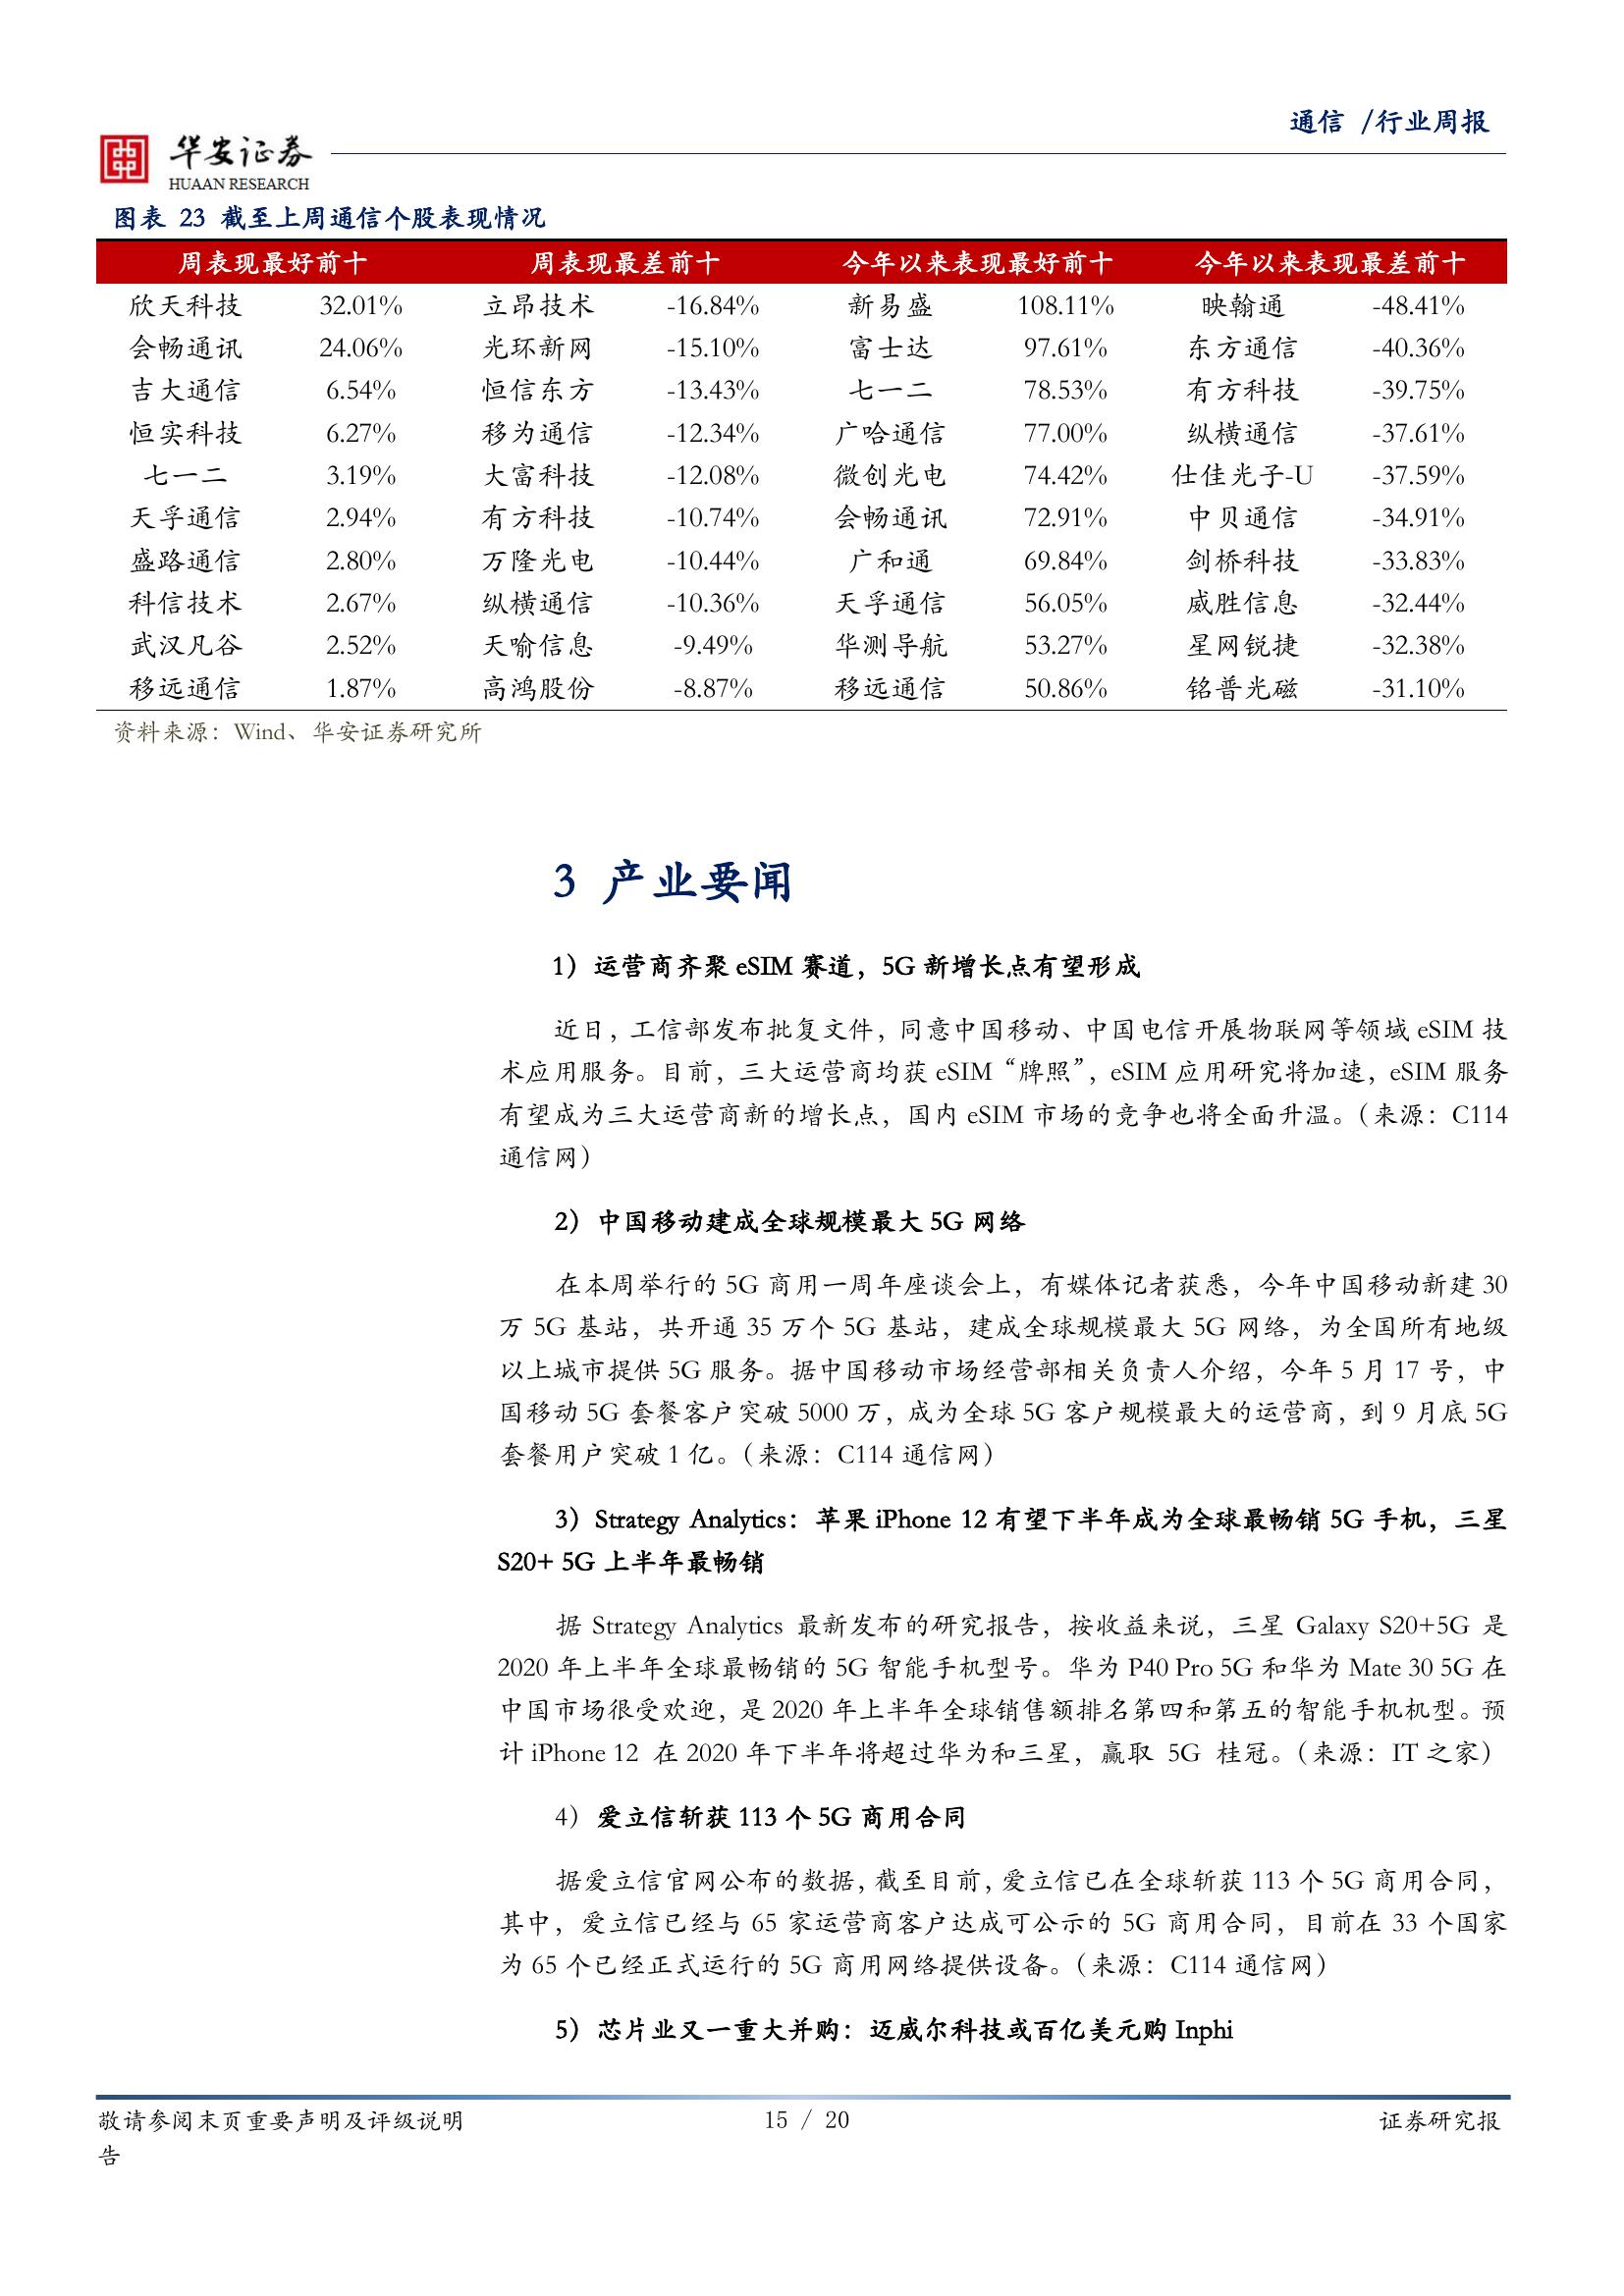 通信 /行业周报
华安证券
HUAAN RESEARCH
图表 23 截至上周通信个股表现情况
周表现最好前十 周表现最差前十 今年以来表现最好前十 今年以来表现最差前十
欣天科技 32.01% 立昂技术 -16.84% 新易盛 108.11% 映翰通 -48.41%
会畅通讯 24.06% 光环新网 -15.10% 富士达 97.61% 东方通信 -40.36%
吉大通信 6.54% 恒信东方 -13.43% 七一二 78.53% 有方科技 -39.75%
恒实科技 6.27% 移为通信 -12.34% 广哈通信 77.00% 纵横通信 -37.61%
七一二 3.19% 大富科技 -12.08% 微创光电 74.42% 仕佳光子-U -37.59%
天孚通信 2.94% 有方科技 -10.74% 会畅通讯 72.91% 中贝通信 -34.91%
盛路通信 2.80% 万隆光电 -10.44% 广和通 69.84% 剑桥科技 -33.83%
科信技术 2.67% 纵横通信 -10.36% 天孚通信 56.05% 威胜信息 -32.44%
武汉凡谷 2.52% 天喻信息 -9.49% 华测导航 53.27% 星网锐捷 -32.38%
移远通信 1.87% 高鸿股份 -8.87% 移远通信 50.86% 铭普光磁 -31.10%
资料来源：Wind、华安证券研究所
3 产业要闻
1）运营商齐聚 eSIM 赛道，5G 新增长点有望形成
近日，工信部发布批复文件，同意中国移动、中国电信开展物联网等领域 eSIM 技
术应用服务。目前，三大运营商均获 eSIM“牌照”，eSIM 应用研究将加速，eSIM 服务
有望成为三大运营商新的增长点，国内 eSIM 市场的竞争也将全面升温。（来源：C114
通信网）
2）中国移动建成全球规模最大 5G 网络
在本周举行的 5G 商用一周年座谈会上，有媒体记者获悉，今年中国移动新建 30
万 5G 基站，共开通 35 万个 5G 基站，建成全球规模最大 5G 网络，为全国所有地级
以上城市提供 5G 服务。据中国移动市场经营部相关负责人介绍，今年 5 月 17 号，中
国移动 5G 套餐客户突破 5000 万，成为全球 5G 客户规模最大的运营商，到 9 月底 5G
套餐用户突破 1 亿。（来源：C114 通信网）
3）Strategy Analytics：苹果 iPhone 12 有望下半年成为全球最畅销 5G 手机，三星
S20+ 5G 上半年最畅销
据 Strategy Analytics 最新发布的研究报告，按收益来说，三星 Galaxy S20+5G 是
2020 年上半年全球最畅销的 5G 智能手机型号。华为 P40 Pro 5G 和华为 Mate 30 5G 在
中国市场很受欢迎，是 2020 年上半年全球销售额排名第四和第五的智能手机机型。预
计 iPhone 12 在 2020 年下半年将超过华为和三星，赢取 5G 桂冠。（来源：IT 之家）
4）爱立信斩获 113 个 5G 商用合同
据爱立信官网公布的数据，截至目前，爱立信已在全球斩获 113 个 5G 商用合同，
其中，爱立信已经与 65 家运营商客户达成可公示的 5G 商用合同，目前在 33 个国家
为 65 个已经正式运行的 5G 商用网络提供设备。（来源：C114 通信网）
5）芯片业又一重大并购：迈威尔科技或百亿美元购 Inphi
敬请参阅末页重要声明及评级说明 15 / 20 证券研究报
告